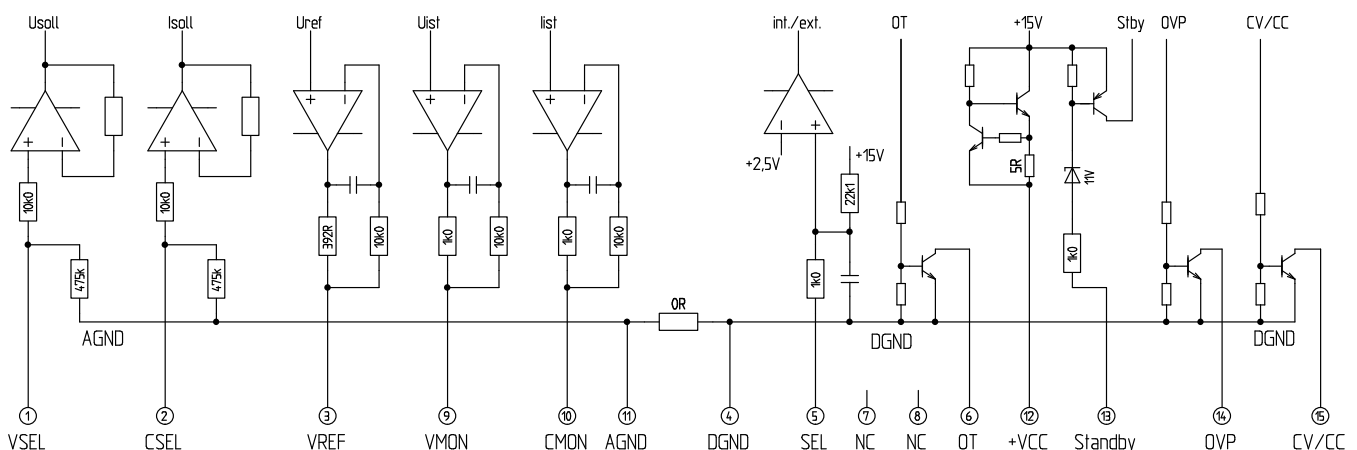 Usoll Isoll Uref Uist Iist int./ext. OT +15V Stby OVP CV/CC
+ − + − + − + − + − − +
+2,5V +15V
5R 11V
10k0 10k0 22k1
392R 10k0 1k0 10k0 1k0 10k0
475k 475k 1k0 1k0
0R
AGND DGND DGND
1 2 3 9 10 11 4 5 7 8 6 12 13 14 15
VSEL CSEL VREF VMON CMON AGND DGND SEL NC NC OT +VCC Standby OVP CV/CC